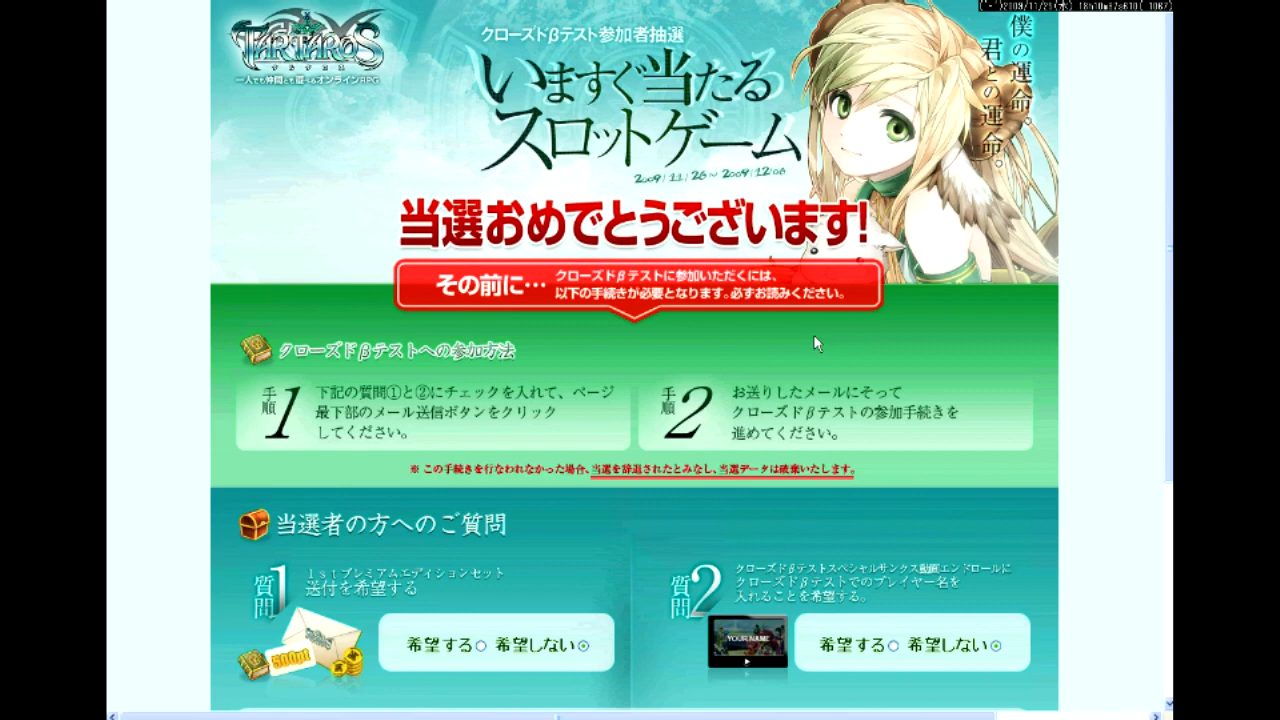 TARTAROS
タルタロス
一人でも仲間とも遊べるオンラインRPG
クローズドβテスト参加者抽選
いますぐ当たる
スロットゲーム
2009/11/26～2009/12/06
僕の運命。
君との運命。
当選おめでとうございます!
その前に…
クローズドβテストに参加いただくには、
以下の手続きが必要となります。必ずお読みください。
クローズドβテストへの参加方法
手順1
下記の質問①と②にチェックを入れて、ページ
最下部のメール送信ボタンをクリック
してください。
手順2
お送りしたメールにそって
クローズドβテストの参加手続きを
進めてください。
※この手続きを行なわれなかった場合、当選を辞退されたとみなし、当選データは破棄いたします。
当選者の方へのご質問
質問1
1stプレミアムエディションセット
送付を希望する
500pt
希望する 希望しない
質問2
クローズドβテストスペシャルサンクス動画エンドロールに
クローズドβテストでのプレイヤー名を
入れることを希望する。
YOUR NAME
希望する 希望しない